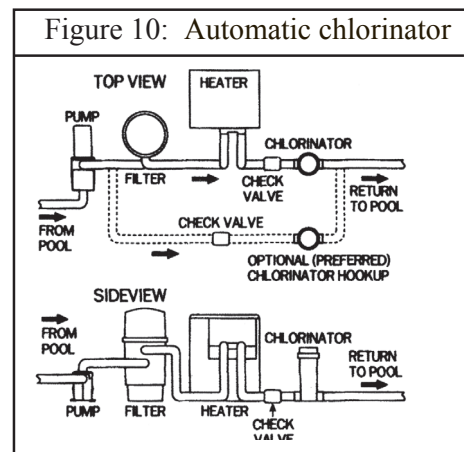 Figure 10: Automatic chlorinator
TOP VIEW
HEATER
PUMP
CHLORINATOR
FILTER
CHECK
VALVE
RETURN
TO POOL
FROM
POOL
CHECK VALVE
OPTIONAL (PREFERRED)
CHLORINATOR HOOKUP
SIDEVIEW
FROM
POOL
CHLORINATOR
RETURN
TO POOL
PUMP
FILTER
HEATER
CHECK
VALVE